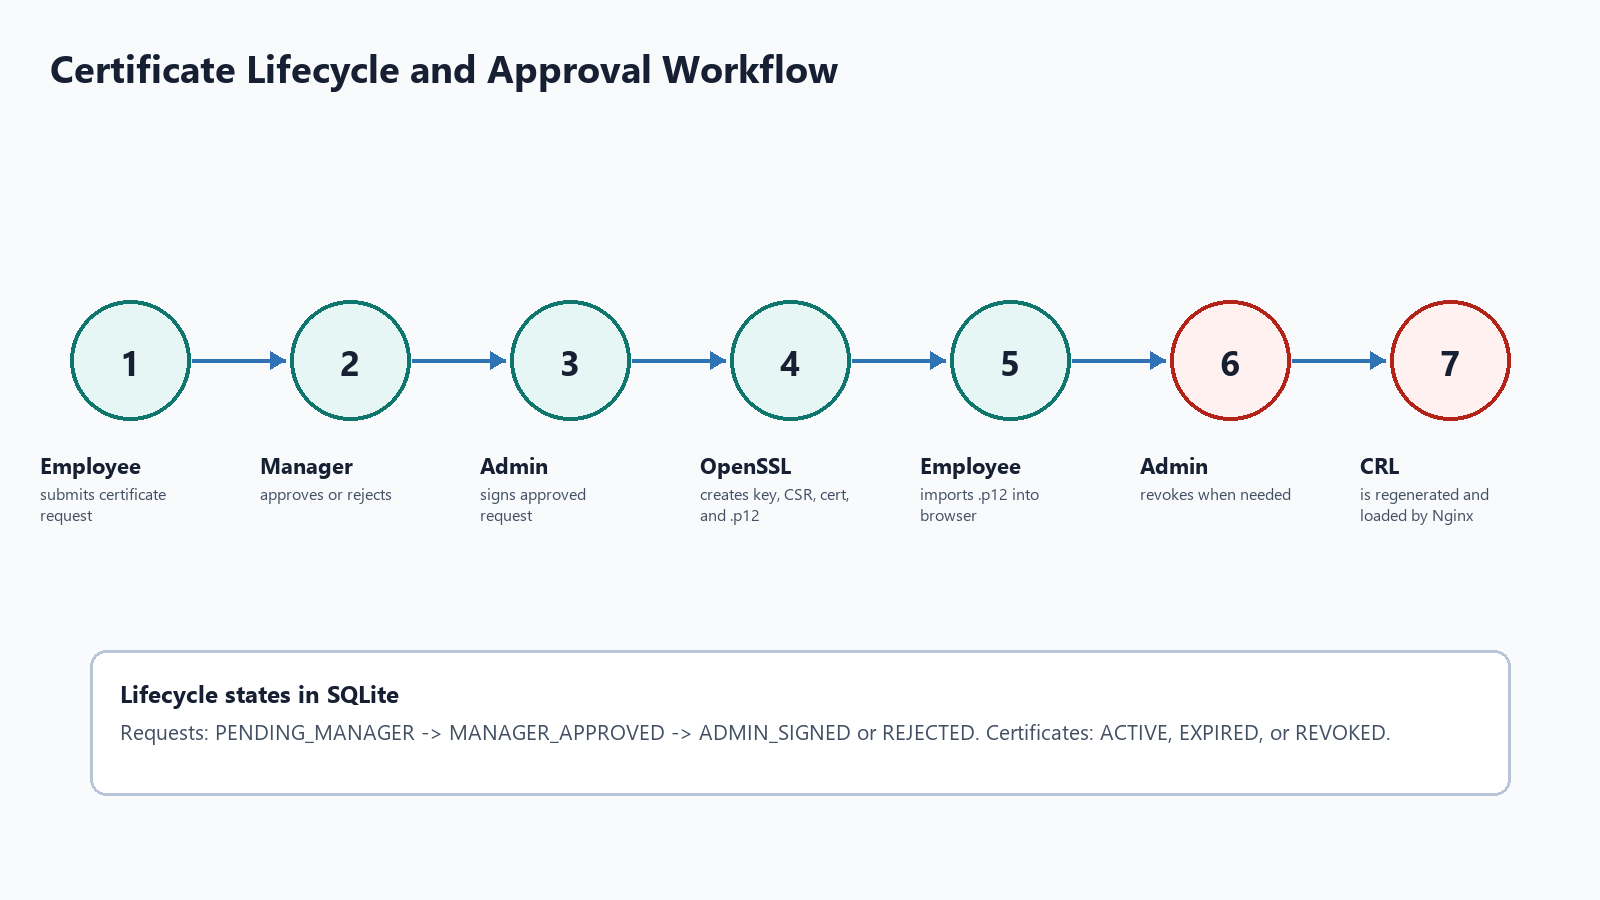 Certificate Lifecycle and Approval Workflow
1
2
3
4
5
6
7
Employee
submits certificate
request
Manager
approves or rejects
Admin
signs approved
request
OpenSSL
creates key, CSR, cert,
and .p12
Employee
imports .p12 into
browser
Admin
revokes when needed
CRL
is regenerated and
loaded by Nginx
Lifecycle states in SQLite
Requests: PENDING_MANAGER -> MANAGER_APPROVED -> ADMIN_SIGNED or REJECTED. Certificates: ACTIVE, EXPIRED, or REVOKED.